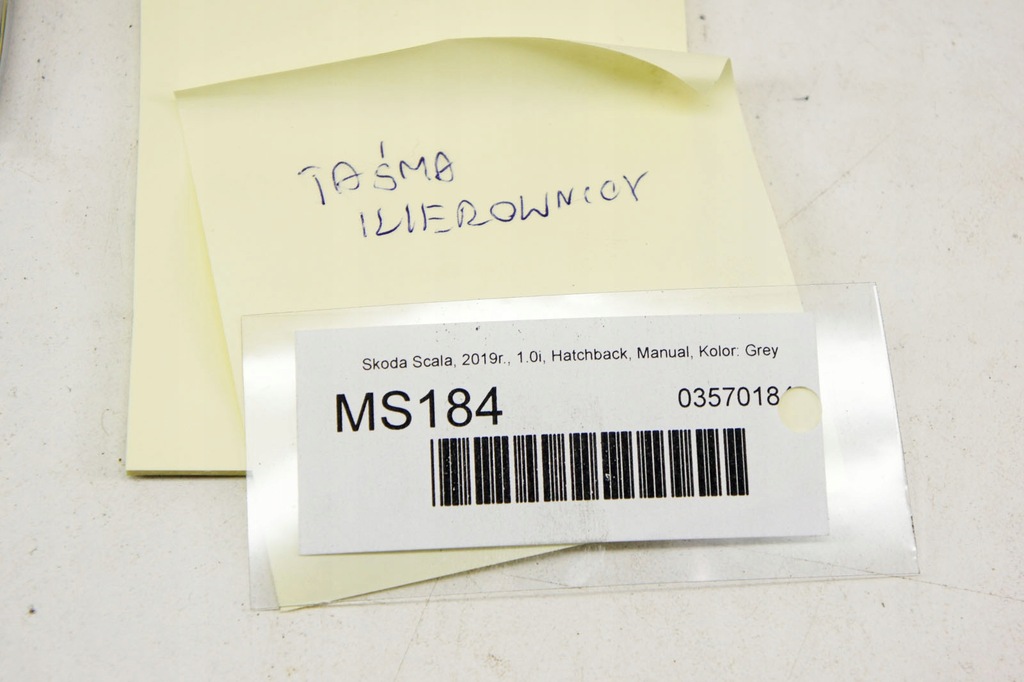 TAŚMA
KIEROWNICY
Skoda Scala, 2019r., 1.0i, Hatchback, Manual, Kolor: Grey
MS184
0357018